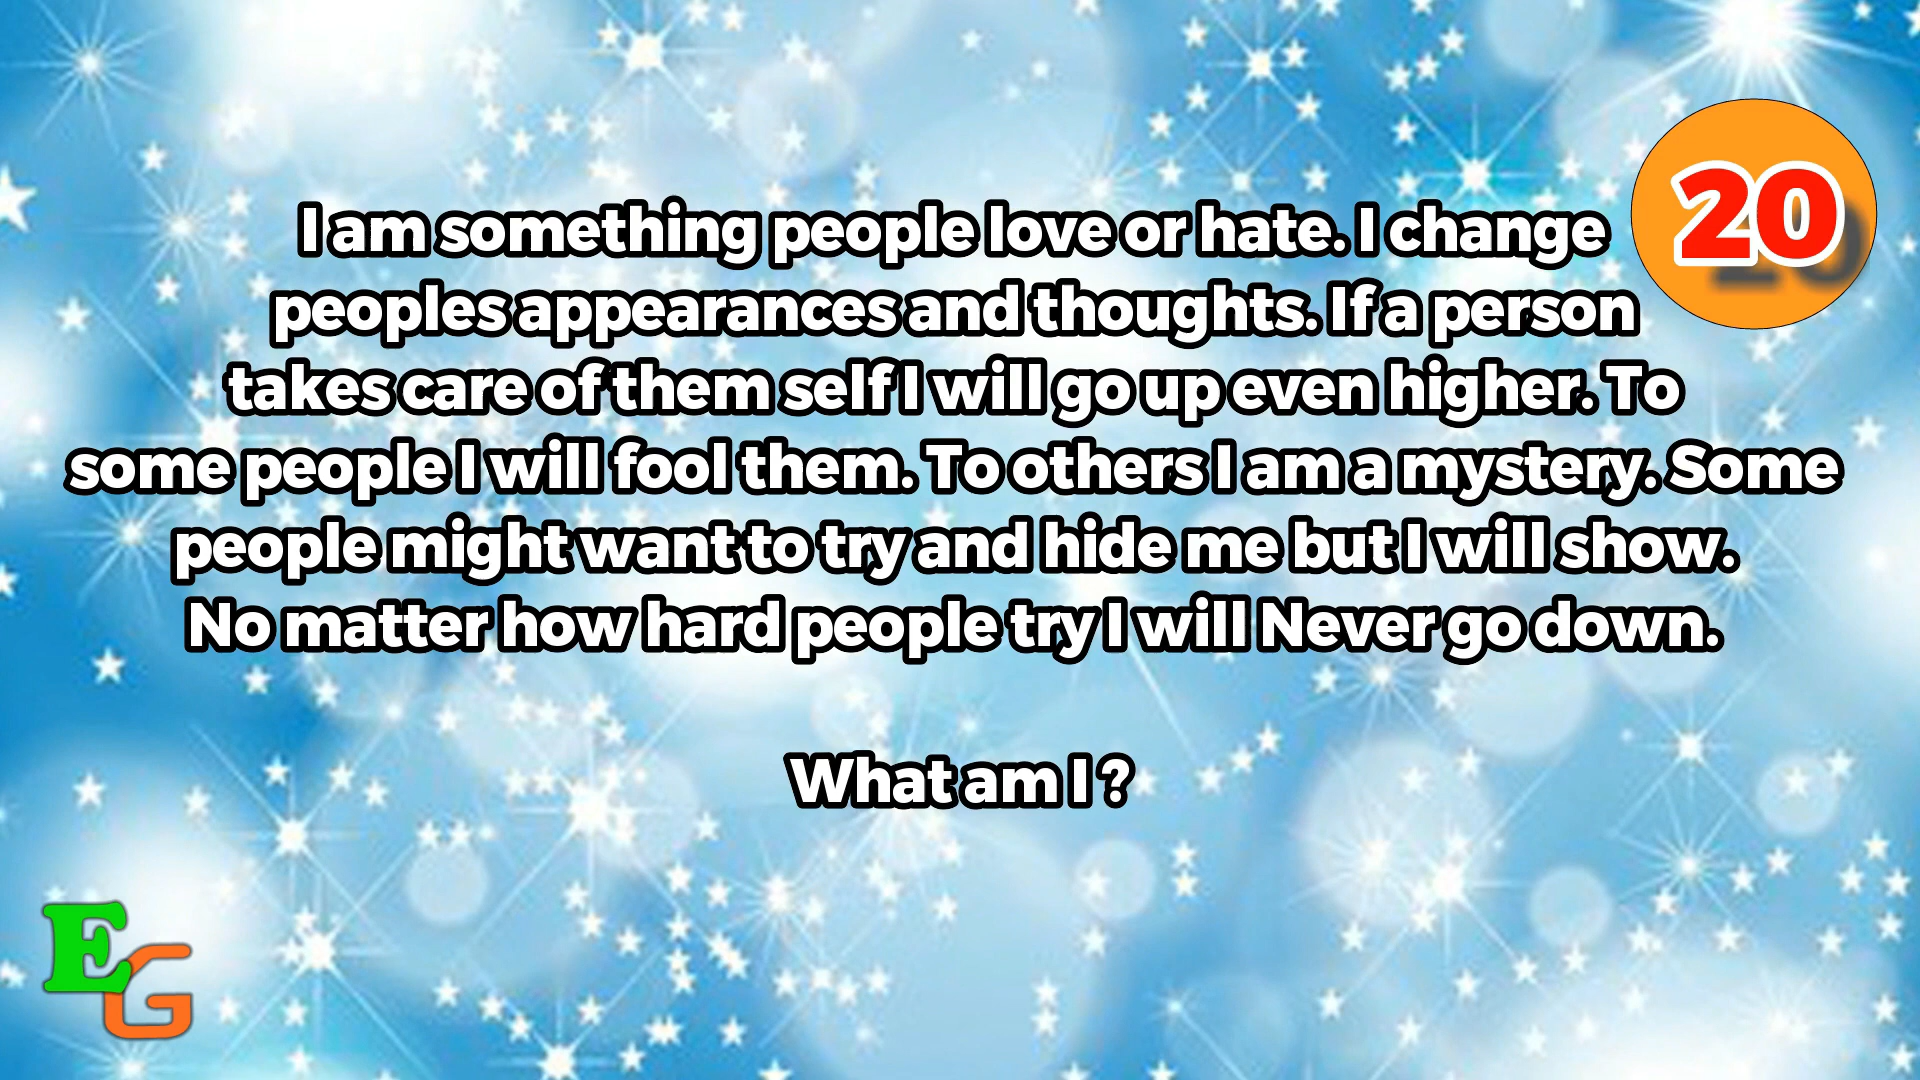 20
I am something people love or hate. I change
peoples appearances and thoughts. If a person
takes care of them self I will go up even higher. To
some people I will fool them. To others I am a mystery. Some
people might want to try and hide me but I will show.
No matter how hard people try I will Never go down.
What am I ?
EG